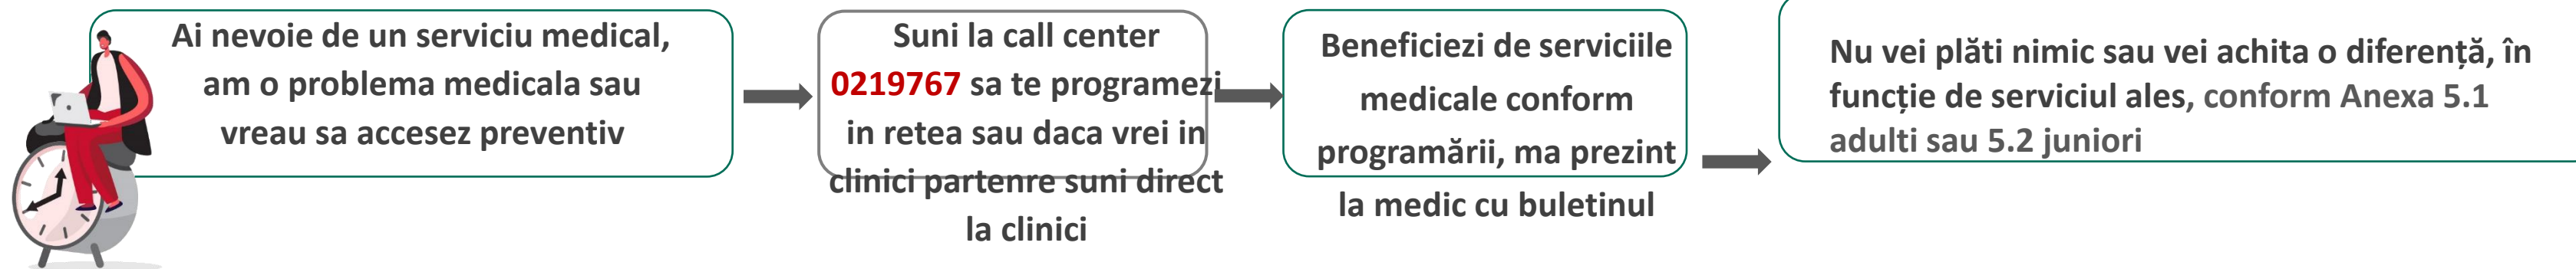 Ai nevoie de un serviciu medical,
am o problema medicala sau
vreau sa accesez preventiv
Suni la call center
0219767 sa te programezi
in retea sau daca vrei in
clinici partenre suni direct
la clinici
Beneficiezi de serviciile
medicale conform
programării, ma prezint
la medic cu buletinul
Nu vei plăti nimic sau vei achita o diferență, în
funcție de serviciul ales, conform Anexa 5.1
adulti sau 5.2 juniori